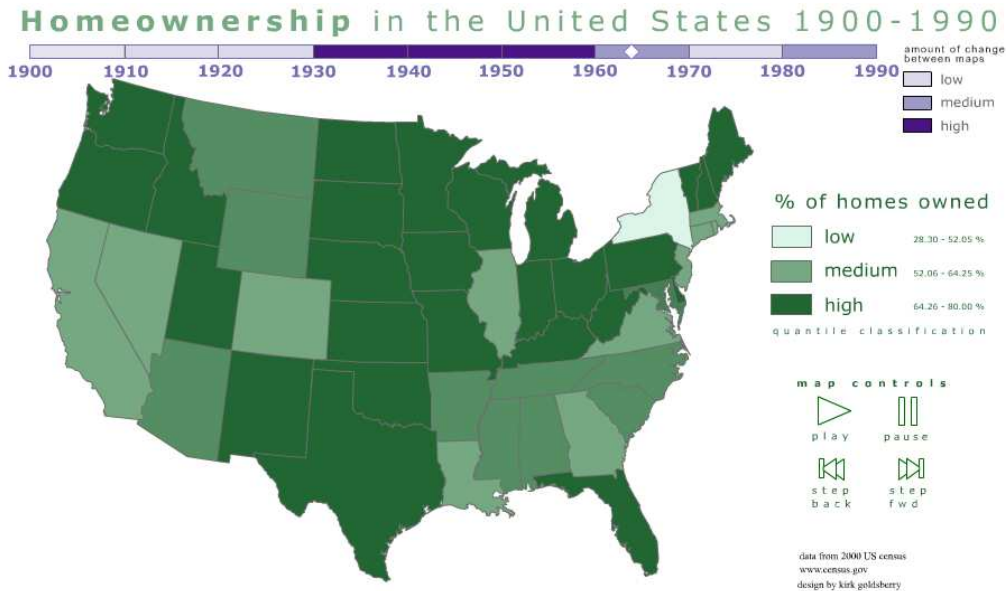 Homeownership in the United States 1900-1990
1900 1910 1920 1930 1940 1950 1960 1970 1980 1990
amount of change
between maps
low
medium
high
% of homes owned
low 28.30 - 52.05 %
medium 52.06 - 64.25 %
high 64.26 - 80.00 %
quantile classification
map controls
play pause
step step
back fwd
data from 2000 US census
www.census.gov
design by kirk goldsberry